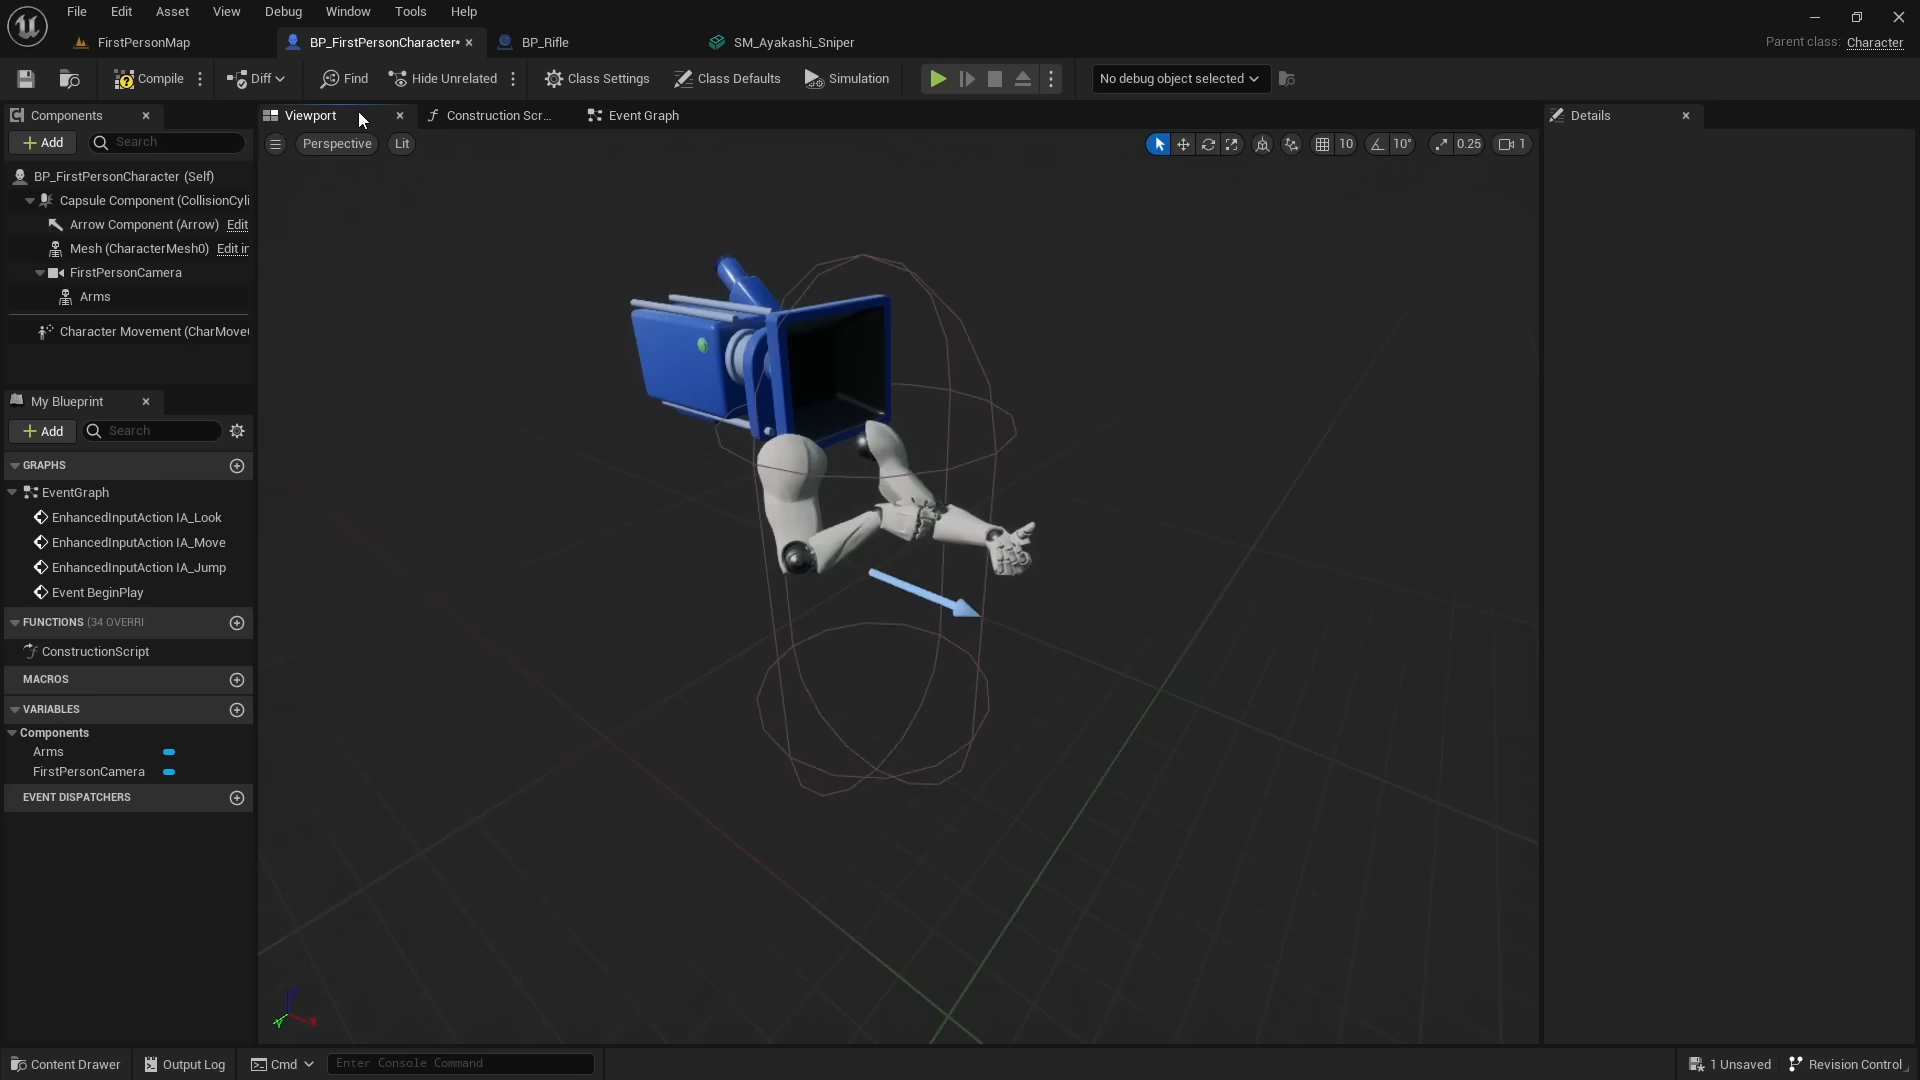 File Edit Asset View Debug Window Tools Help
FirstPersonMap BP_FirstPersonCharacter* BP_Rifle SM_Ayakashi_Sniper Parent class: Character
Compile Diff Find Hide Unrelated Class Settings Class Defaults Simulation No debug object selected
Components Viewport Construction Scr... Event Graph Details
Add Search Perspective Lit 10 10° 0.25 1
BP_FirstPersonCharacter (Self)
Capsule Component (CollisionCyli
Arrow Component (Arrow) Edit
Mesh (CharacterMesh0) Edit in
FirstPersonCamera
Arms
Character Movement (CharMove
My Blueprint
Add Search
GRAPHS
EventGraph
EnhancedInputAction IA_Look
EnhancedInputAction IA_Move
EnhancedInputAction IA_Jump
Event BeginPlay
FUNCTIONS (34 OVERRI
ConstructionScript
MACROS
VARIABLES
Components
Arms
FirstPersonCamera
EVENT DISPATCHERS
Content Drawer Output Log Cmd Enter Console Command 1 Unsaved Revision Control